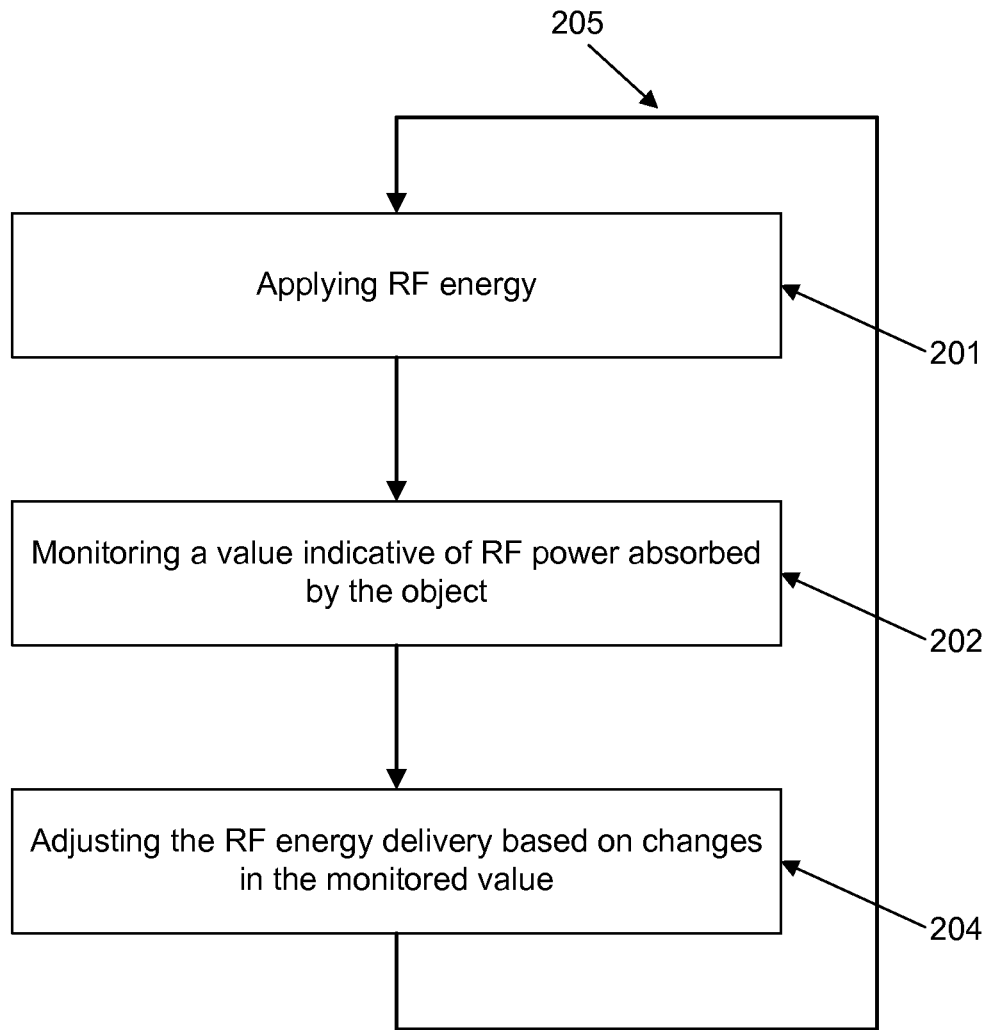 205
Applying RF energy
201
Monitoring a value indicative of RF power absorbed
by the object
202
Adjusting the RF energy delivery based on changes
in the monitored value
204